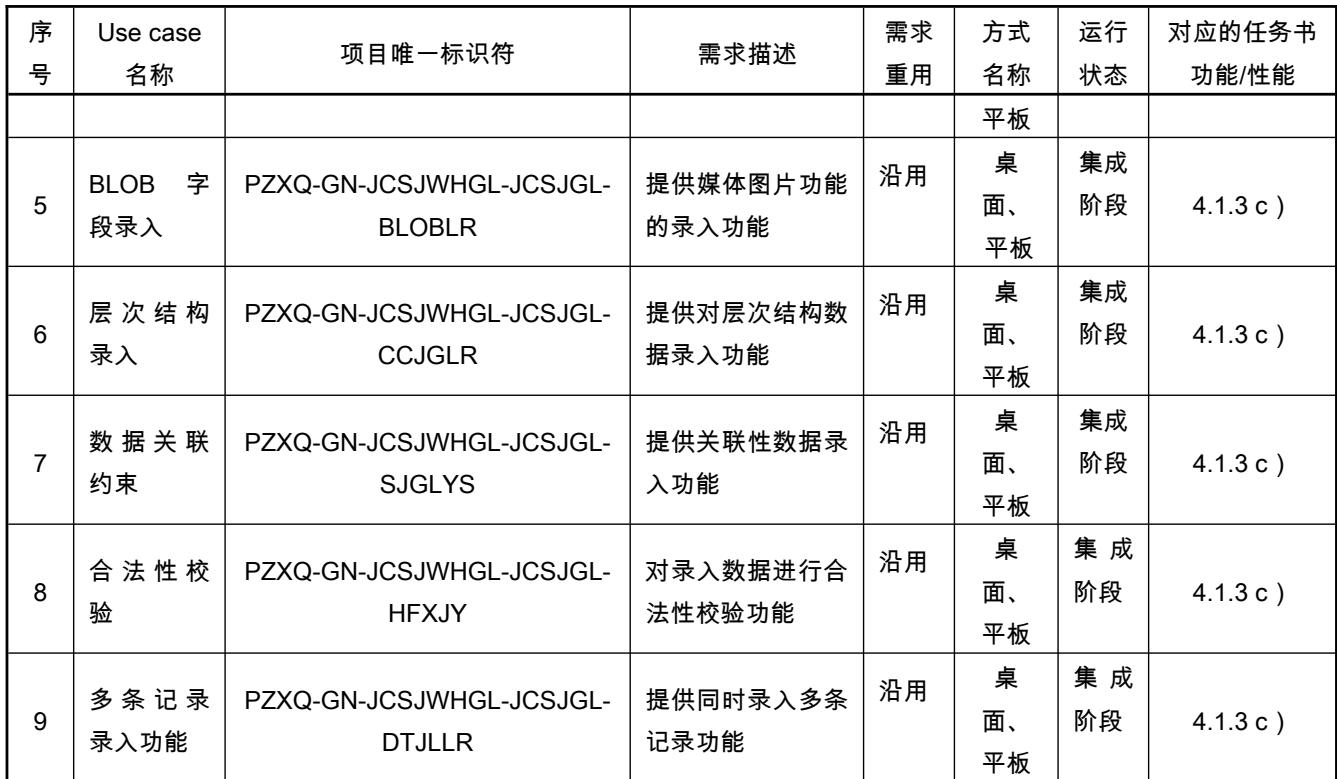 序号 Use case 名称 项目唯一标识符 需求描述 需求重用 方式名称 运行状态 对应的任务书功能/性能
平板
5 BLOB 字段录入 PZXQ-GN-JCSJWHGL-JCSJGL-BLOBLR 提供媒体图片功能的录入功能 沿用 桌面、平板 集成阶段 4.1.3 c）
6 层次结构录入 PZXQ-GN-JCSJWHGL-JCSJGL-CCJGLR 提供对层次结构数据录入功能 沿用 桌面、平板 集成阶段 4.1.3 c）
7 数据关联约束 PZXQ-GN-JCSJWHGL-JCSJGL-SJGLYS 提供关联性数据录入功能 沿用 桌面、平板 集成阶段 4.1.3 c）
8 合法性校验 PZXQ-GN-JCSJWHGL-JCSJGL-HFXJY 对录入数据进行合法性校验功能 沿用 桌面、平板 集成阶段 4.1.3 c）
9 多条记录录入功能 PZXQ-GN-JCSJWHGL-JCSJGL-DTJLLR 提供同时录入多条记录功能 沿用 桌面、平板 集成阶段 4.1.3 c）